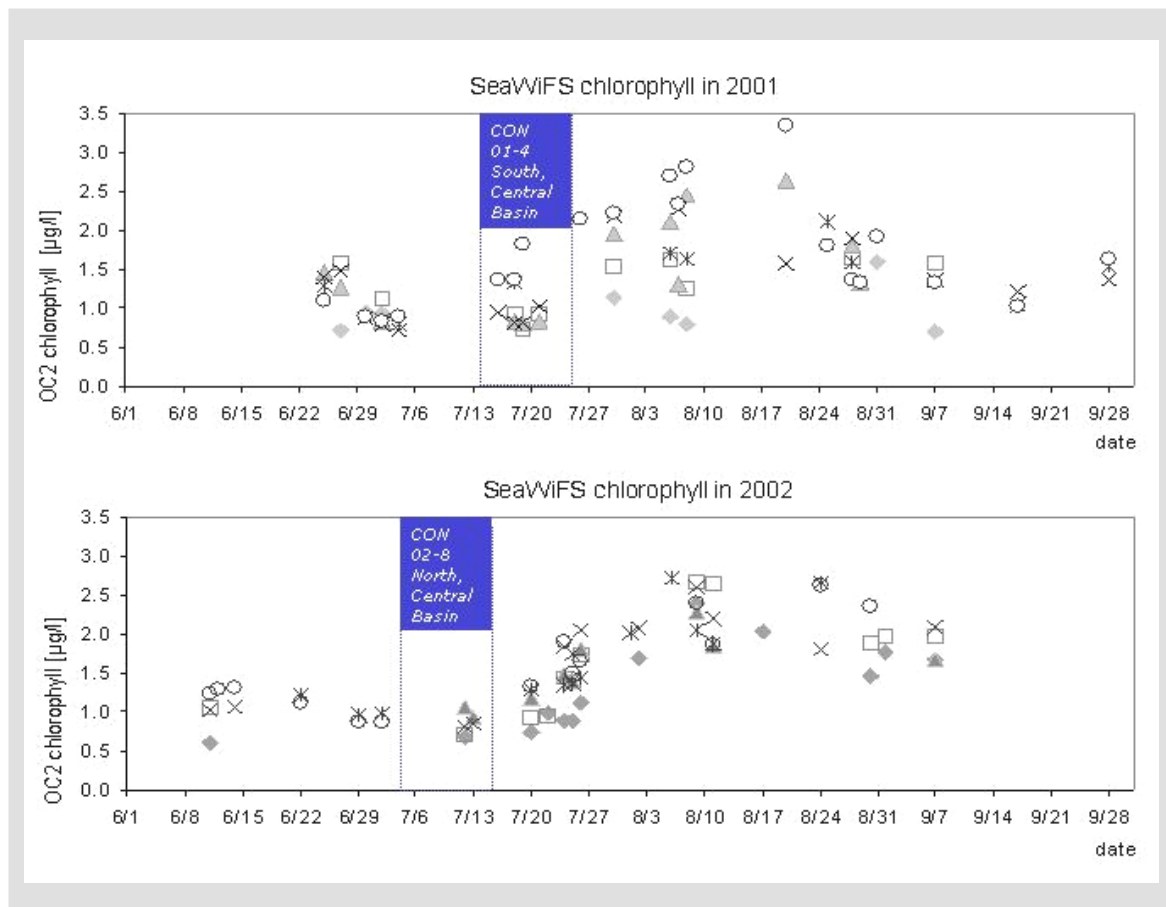 SeaWiFS chlorophyll in 2001
OC2 chlorophyll [µg/l]
3.5
3.0
2.5
2.0
1.5
1.0
0.5
0.0
CON
01-4
South,
Central
Basin
6/1 6/8 6/15 6/22 6/29 7/6 7/13 7/20 7/27 8/3 8/10 8/17 8/24 8/31 9/7 9/14 9/21 9/28
date
SeaWiFS chlorophyll in 2002
OC2 chlorophyll [µg/l]
3.5
3.0
2.5
2.0
1.5
1.0
0.5
0.0
CON
02-8
North,
Central
Basin
6/1 6/8 6/15 6/22 6/29 7/6 7/13 7/20 7/27 8/3 8/10 8/17 8/24 8/31 9/7 9/14 9/21 9/28
date